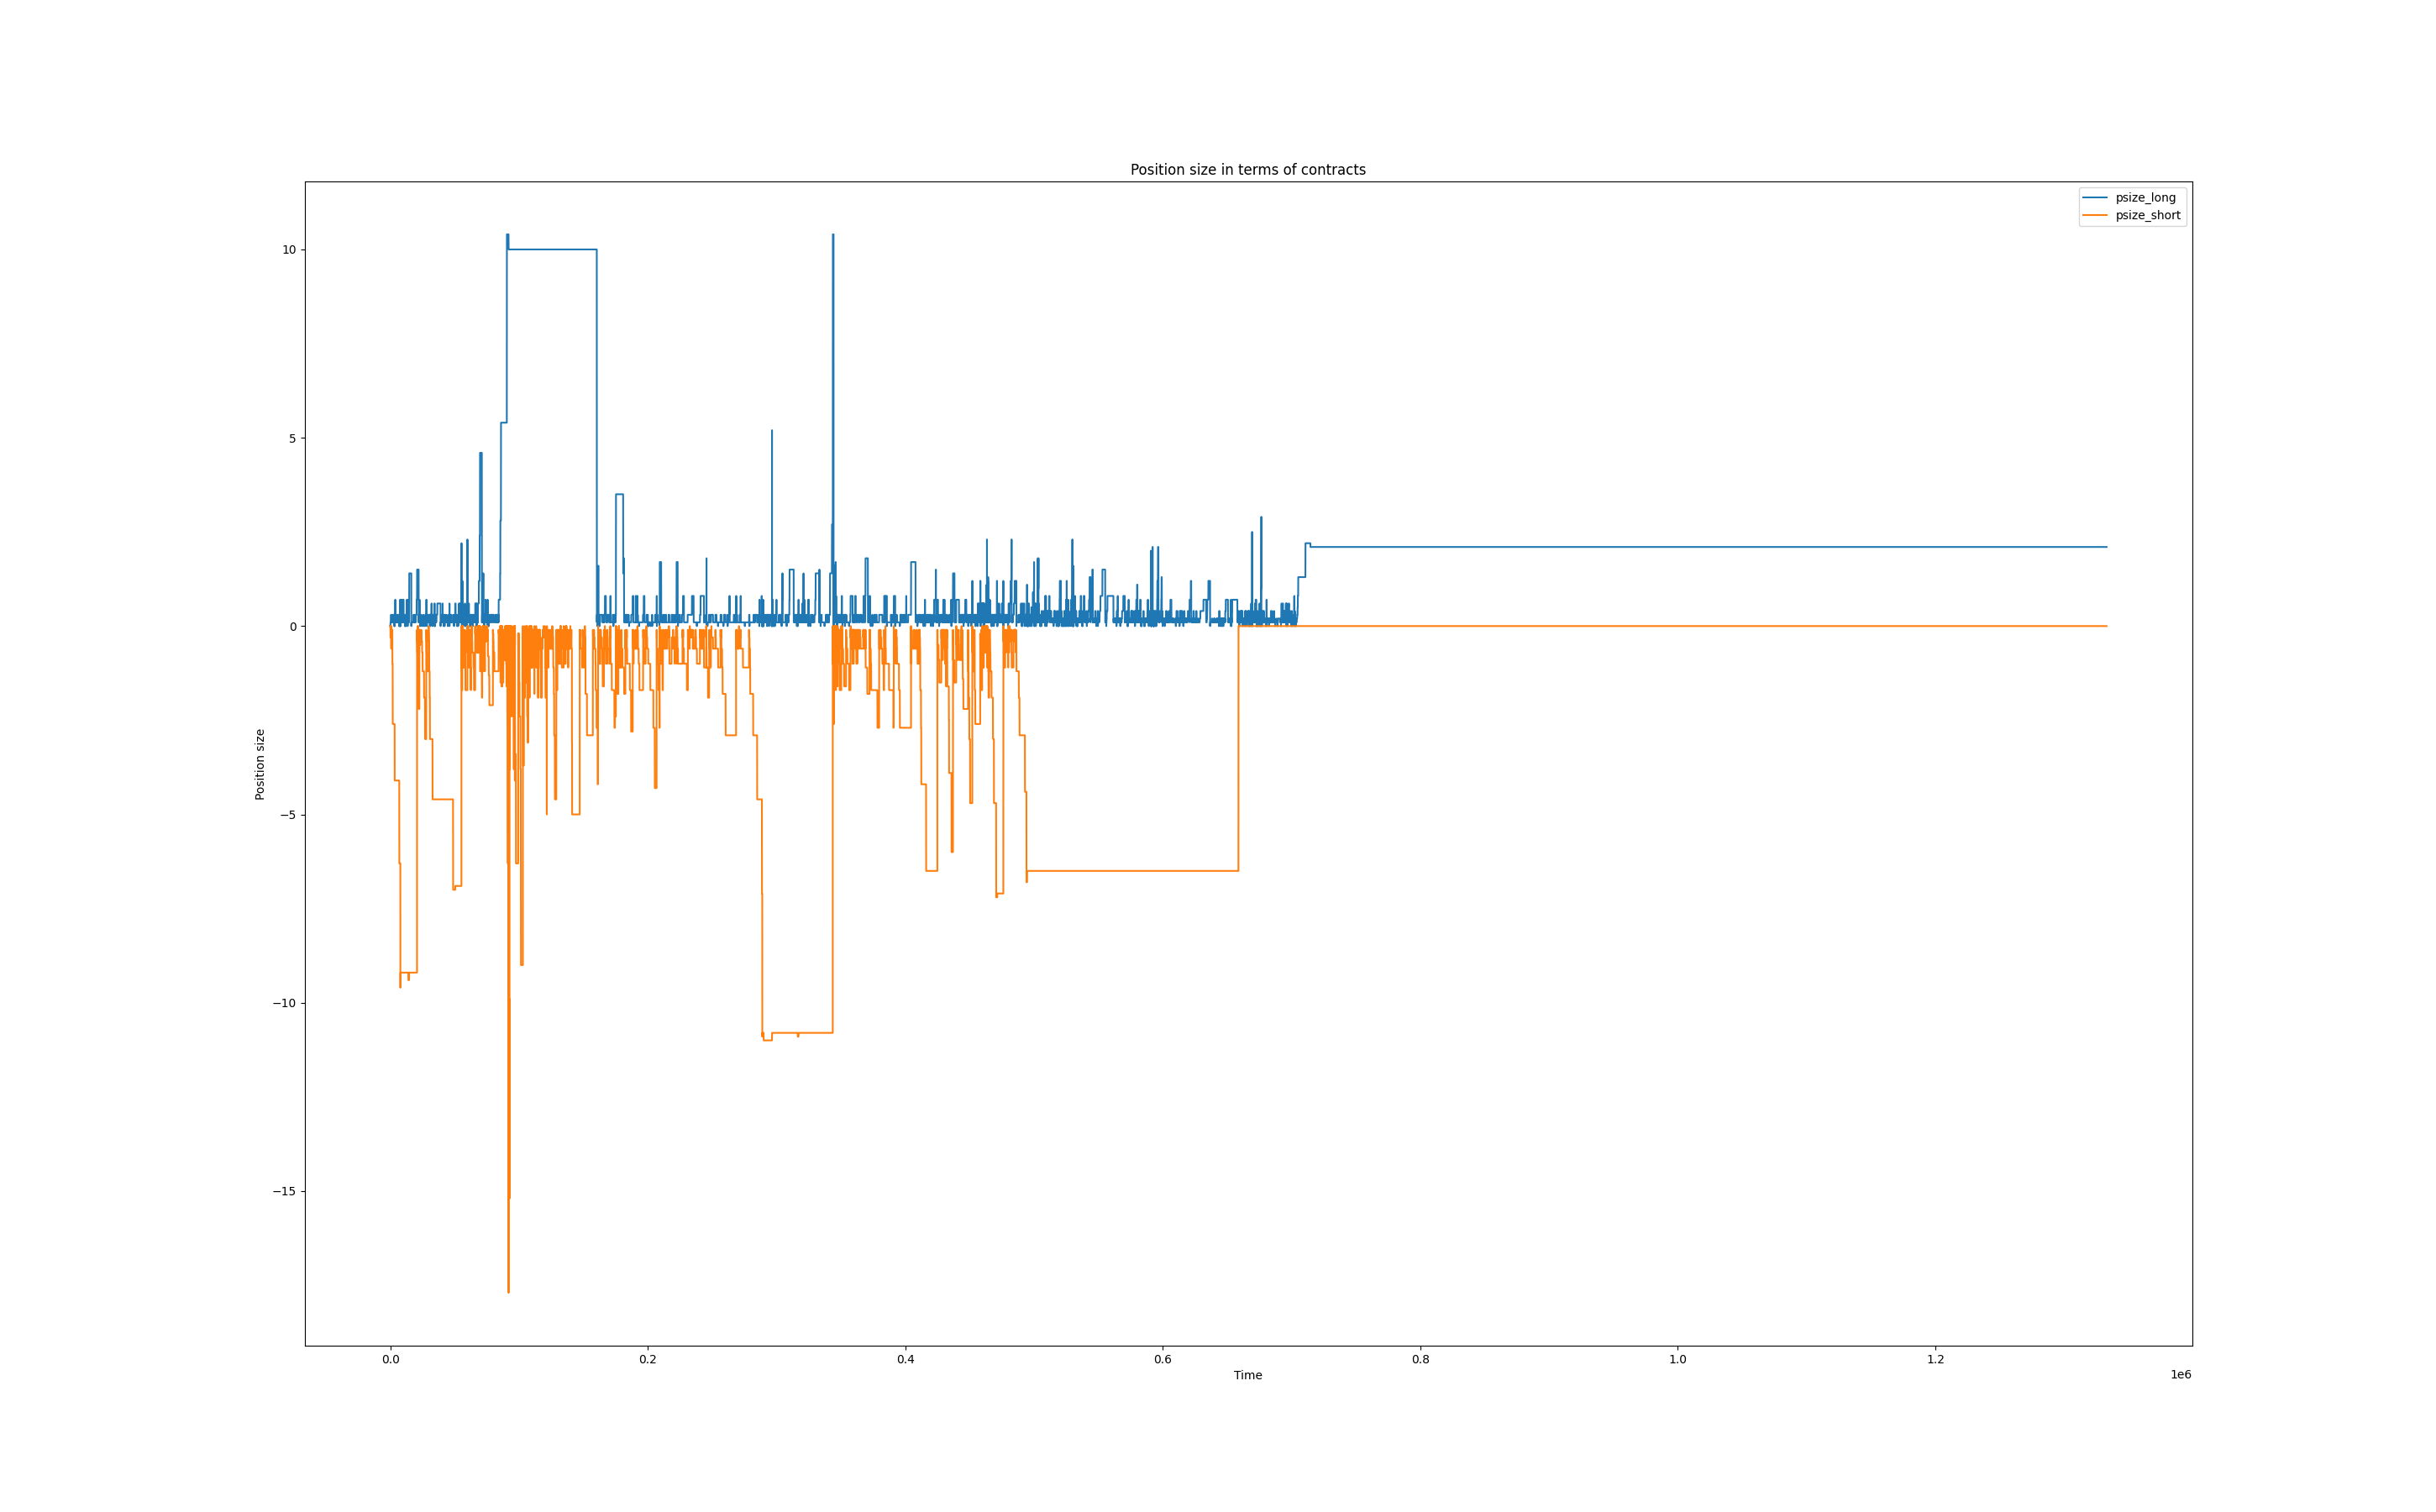 Position size in terms of contracts
psize_long
psize_short
Position size
10
5
0
−5
−10
−15
0.0 0.2 0.4 0.6 0.8 1.0 1.2
1e6
Time